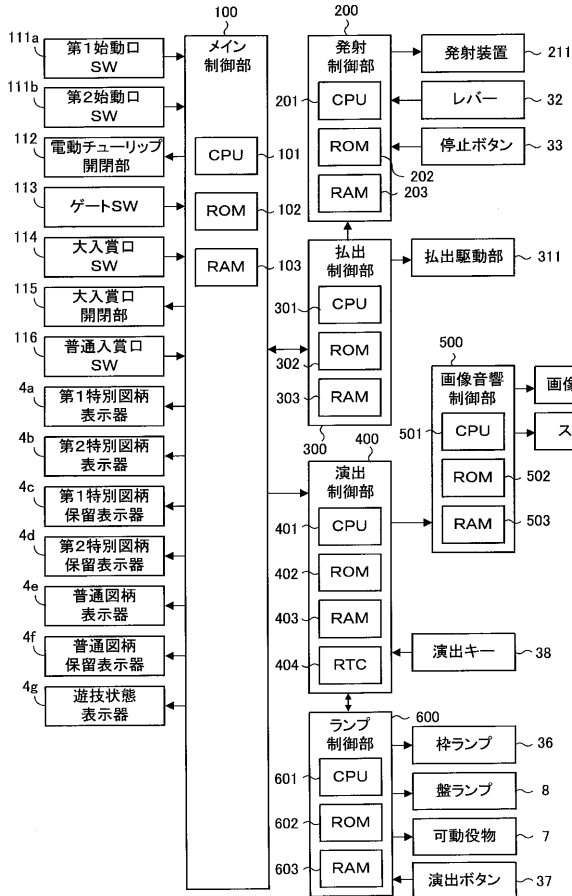 111a
第1始動口
SW
111b
第2始動口
SW
112
電動チューリップ
開閉部
113
ゲートSW
114
大入賞口
SW
115
大入賞口
開閉部
116
普通入賞口
SW
4a
第1特別図柄
表示器
4b
第2特別図柄
表示器
4c
第1特別図柄
保留表示器
4d
第2特別図柄
保留表示器
4e
普通図柄
表示器
4f
普通図柄
保留表示器
4g
遊技状態
表示器
100
メイン
制御部
CPU
101
ROM
102
RAM
103
200
発射
制御部
201
CPU
ROM
202
RAM
203
発射装置
211
レバー
32
停止ボタン
33
払出
制御部
301
CPU
302
ROM
303
RAM
300
払出駆動部
311
400
演出
制御部
401
CPU
402
ROM
403
RAM
404
RTC
演出キー
38
500
画像音響
制御部
501
CPU
ROM
502
RAM
503
画像
ス
600
ランプ
制御部
601
CPU
602
ROM
603
RAM
枠ランプ
36
盤ランプ
8
可動役物
7
演出ボタン
37